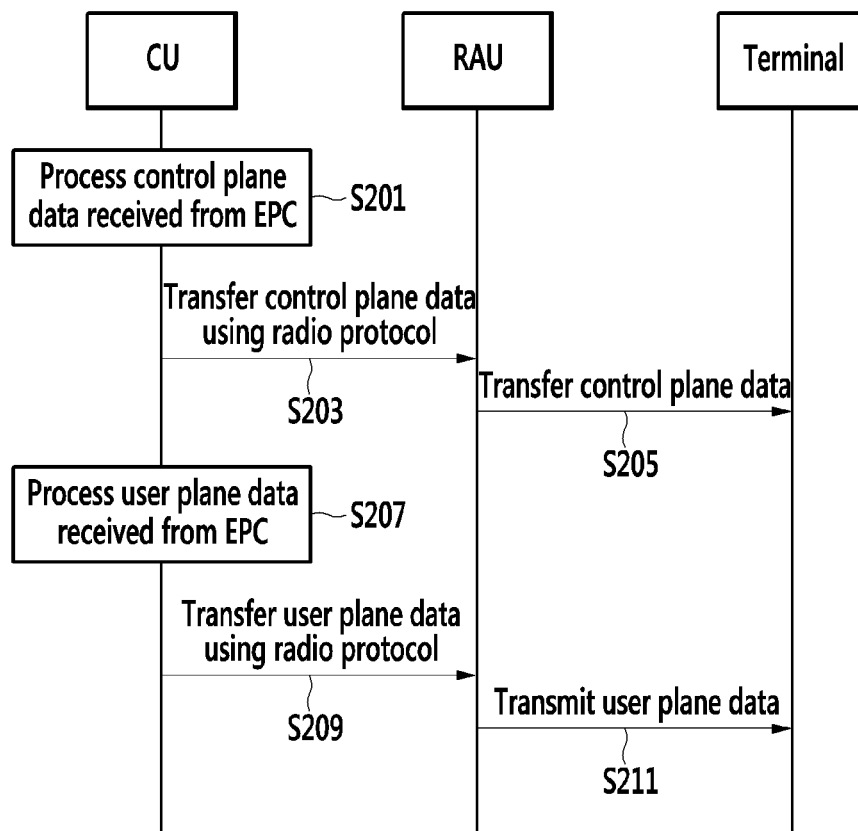 CU
RAU
Terminal
Process control plane
data received from EPC
S201
Transfer control plane data
using radio protocol
S203
Transfer control plane data
S205
Process user plane data
received from EPC
S207
Transfer user plane data
using radio protocol
S209
Transmit user plane data
S211